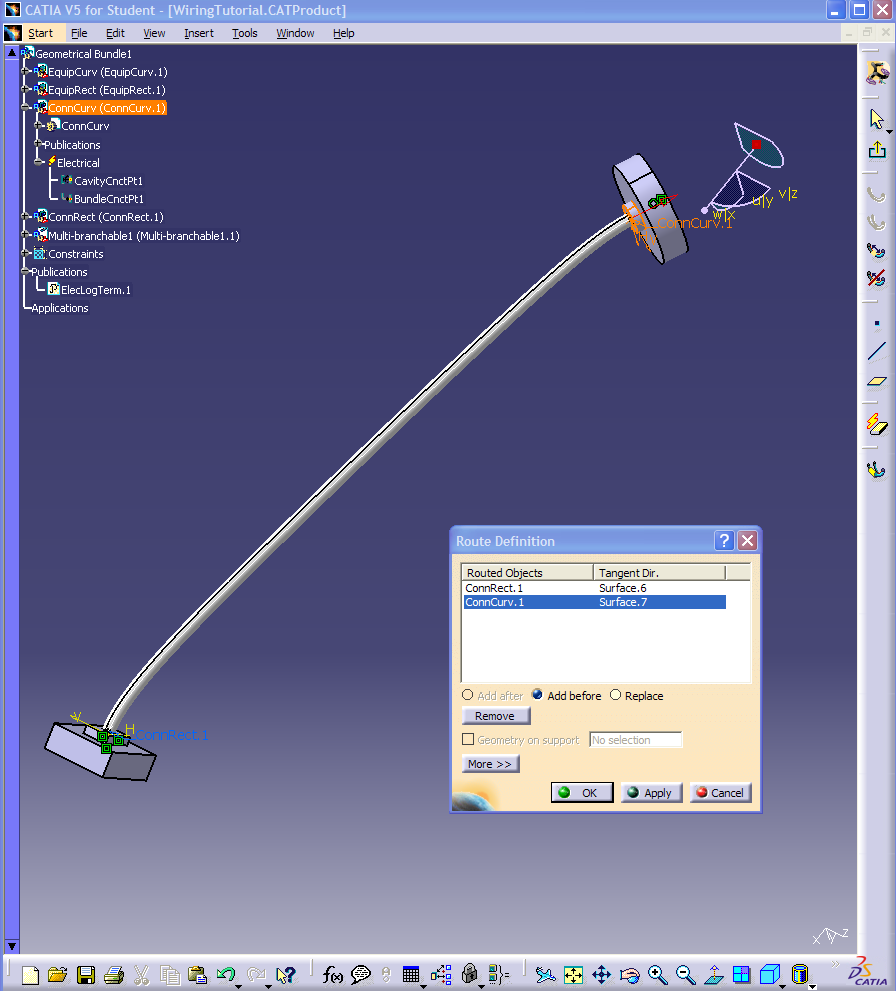 CATIA V5 for Student - [WiringTutorial.CATProduct]
Start File Edit View Insert Tools Window Help
Geometrical Bundle1
EquipCurv (EquipCurv.1)
EquipRect (EquipRect.1)
ConnCurv (ConnCurv.1)
ConnCurv
Publications
Electrical
CavityCnctPt1
BundleCnctPt1
ConnRect (ConnRect.1)
Multi-branchable1 (Multi-branchable1.1)
Constraints
Publications
ElecLogTerm.1
Applications
v|z
u|y
w|x
ConnCurv.1
Route Definition
Routed Objects Tangent Dir.
ConnRect.1 Surface.6
ConnCurv.1 Surface.7
Add after Add before Replace
Remove
Geometry on support No selection
More >>
OK Apply Cancel
V
H
ConnRect.1
x y z
f(x)
CATIA